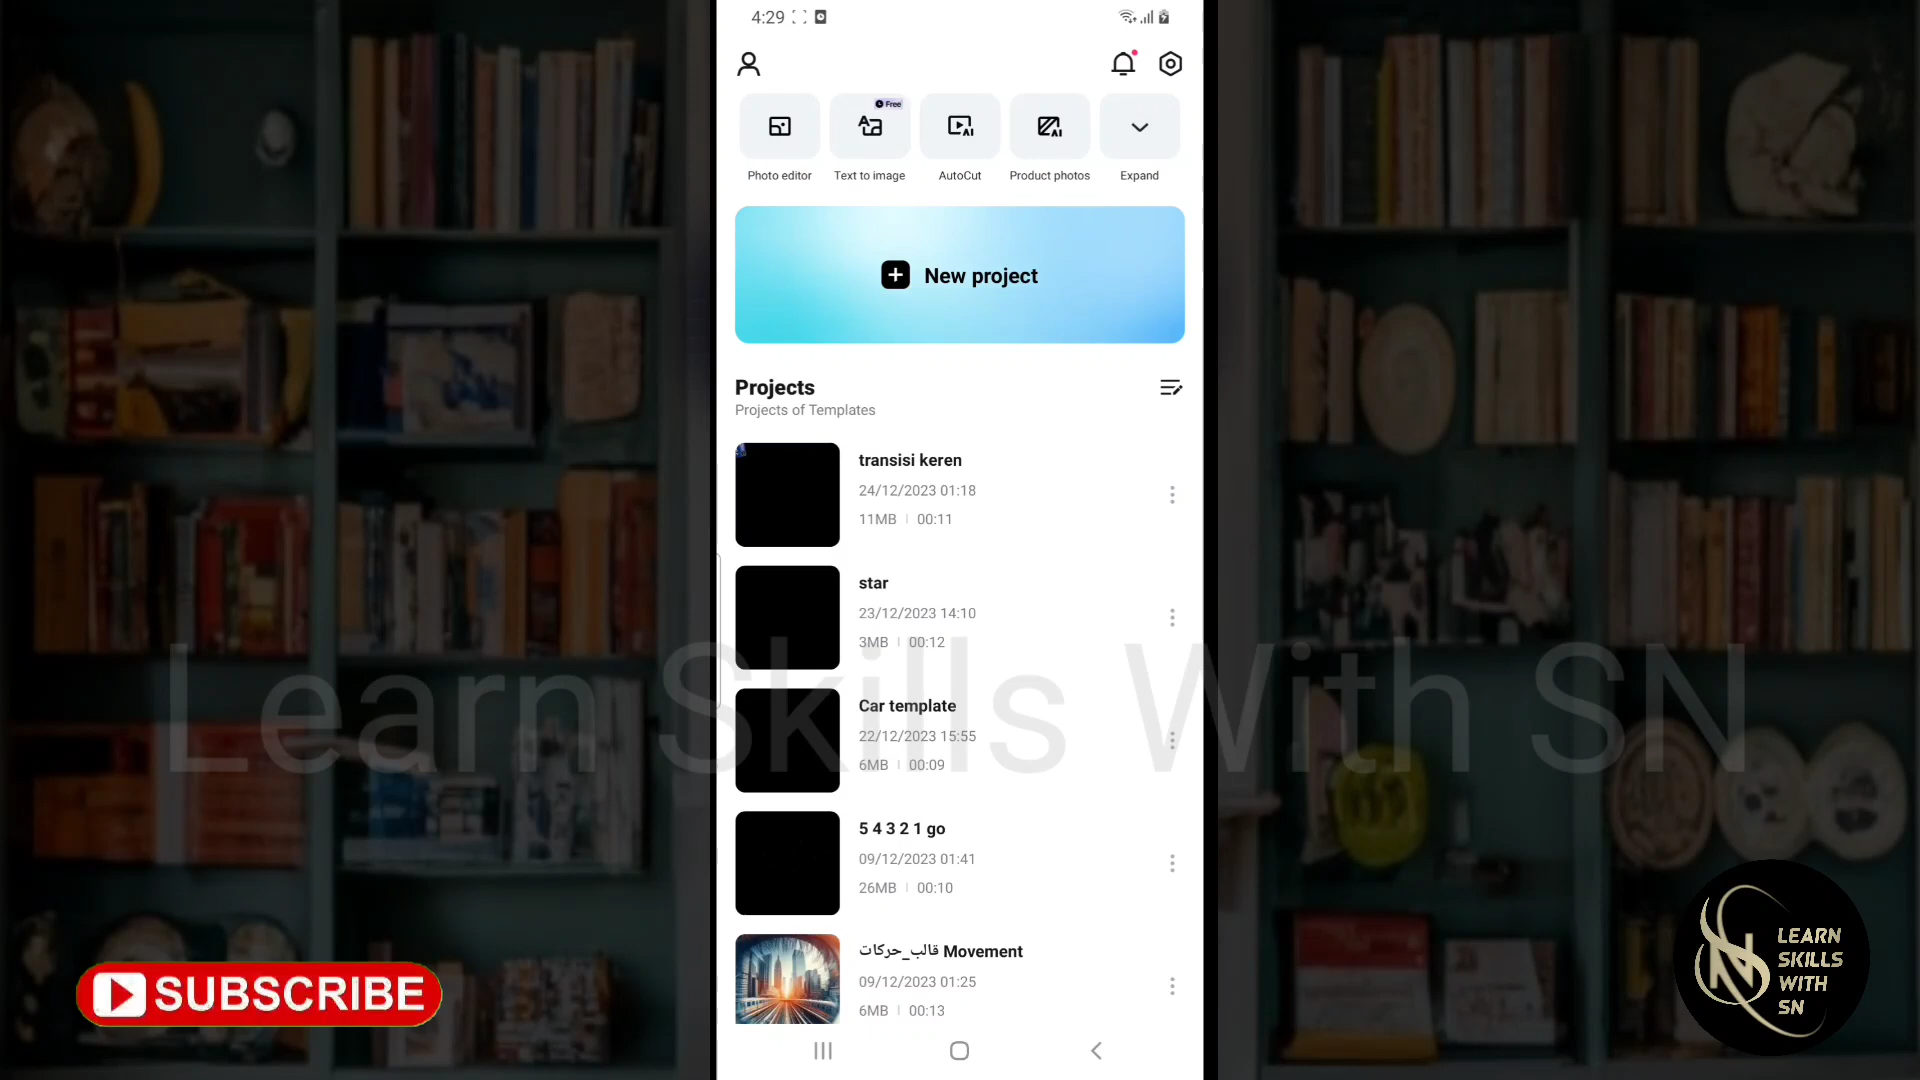 4:29
Free
Photo editor
Text to image
AutoCut
Product photos
Expand
New project
Projects
Projects of Templates
transisi keren
24/12/2023 01:18
11MB | 00:11
star
23/12/2023 14:10
3MB | 00:12
Car template
22/12/2023 15:55
6MB | 00:09
5 4 3 2 1 go
09/12/2023 01:41
26MB | 00:10
قالب_حركات Movement
09/12/2023 01:25
6MB | 00:13
Learn Skills With SN
SUBSCRIBE
LEARN
SKILLS
WITH
SN